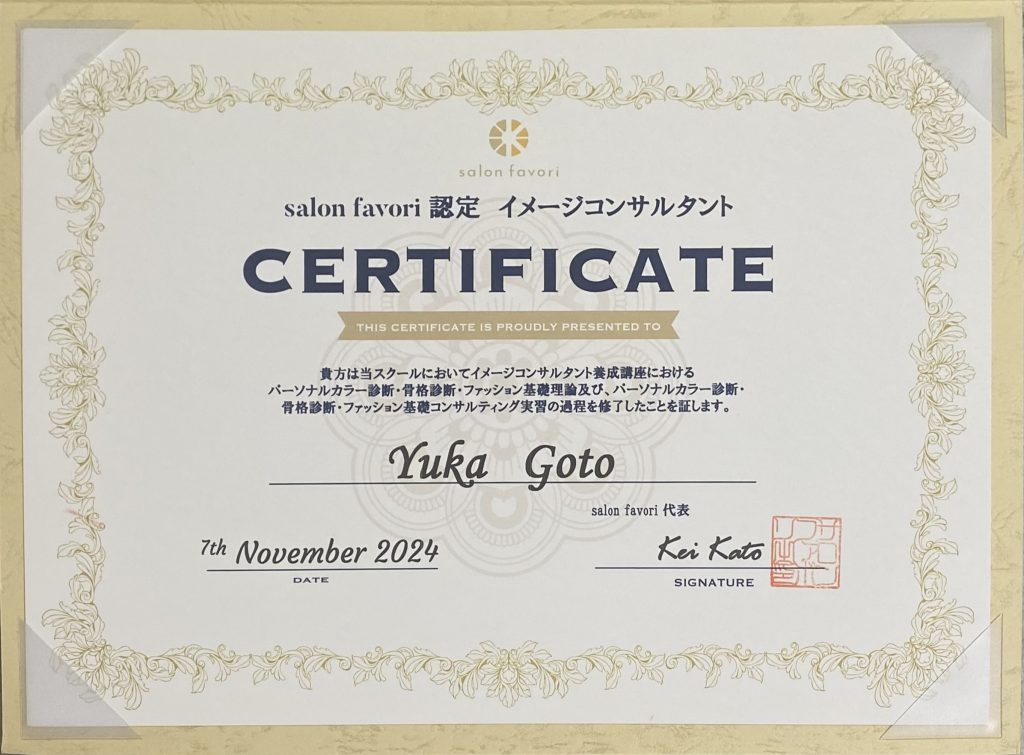 salon favori
salon favori 認定 イメージコンサルタント
CERTIFICATE
THIS CERTIFICATE IS PROUDLY PRESENTED TO
貴方は当スクールにおいてイメージコンサルタント養成講座における
パーソナルカラー診断・骨格診断・ファッション基礎理論及び、パーソナルカラー診断・
骨格診断・ファッション基礎コンサルティング実習の過程を修了したことを証します。
Yuka Goto
salon favori 代表
7th November 2024
Kei Kato
DATE
SIGNATURE